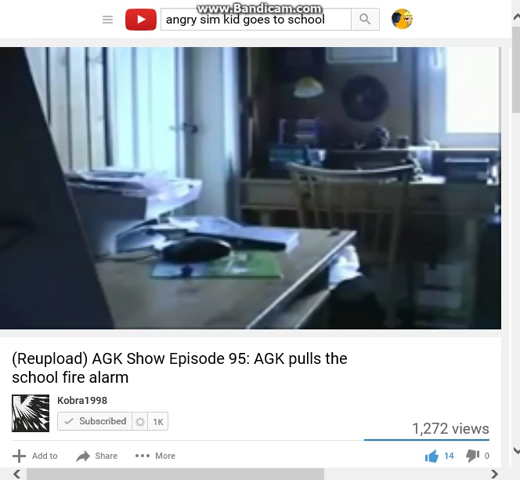 www.Bandicam.com
angry sim kid goes to school
(Reupload) AGK Show Episode 95: AGK pulls the
school fire alarm
Kobra1998
Subscribed 1K
1,272 views
Add to Share More 14 0